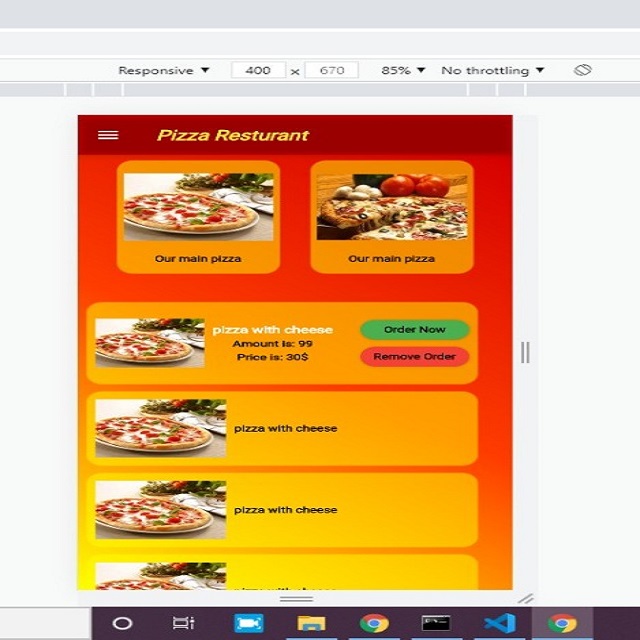 Responsive ▼ 400 x 670 85% ▼ No throttling ▼
Pizza Resturant
Our main pizza
Our main pizza
pizza with cheese
Amount Is: 99
Price is: 30$
Order Now
Remove Order
pizza with cheese
pizza with cheese